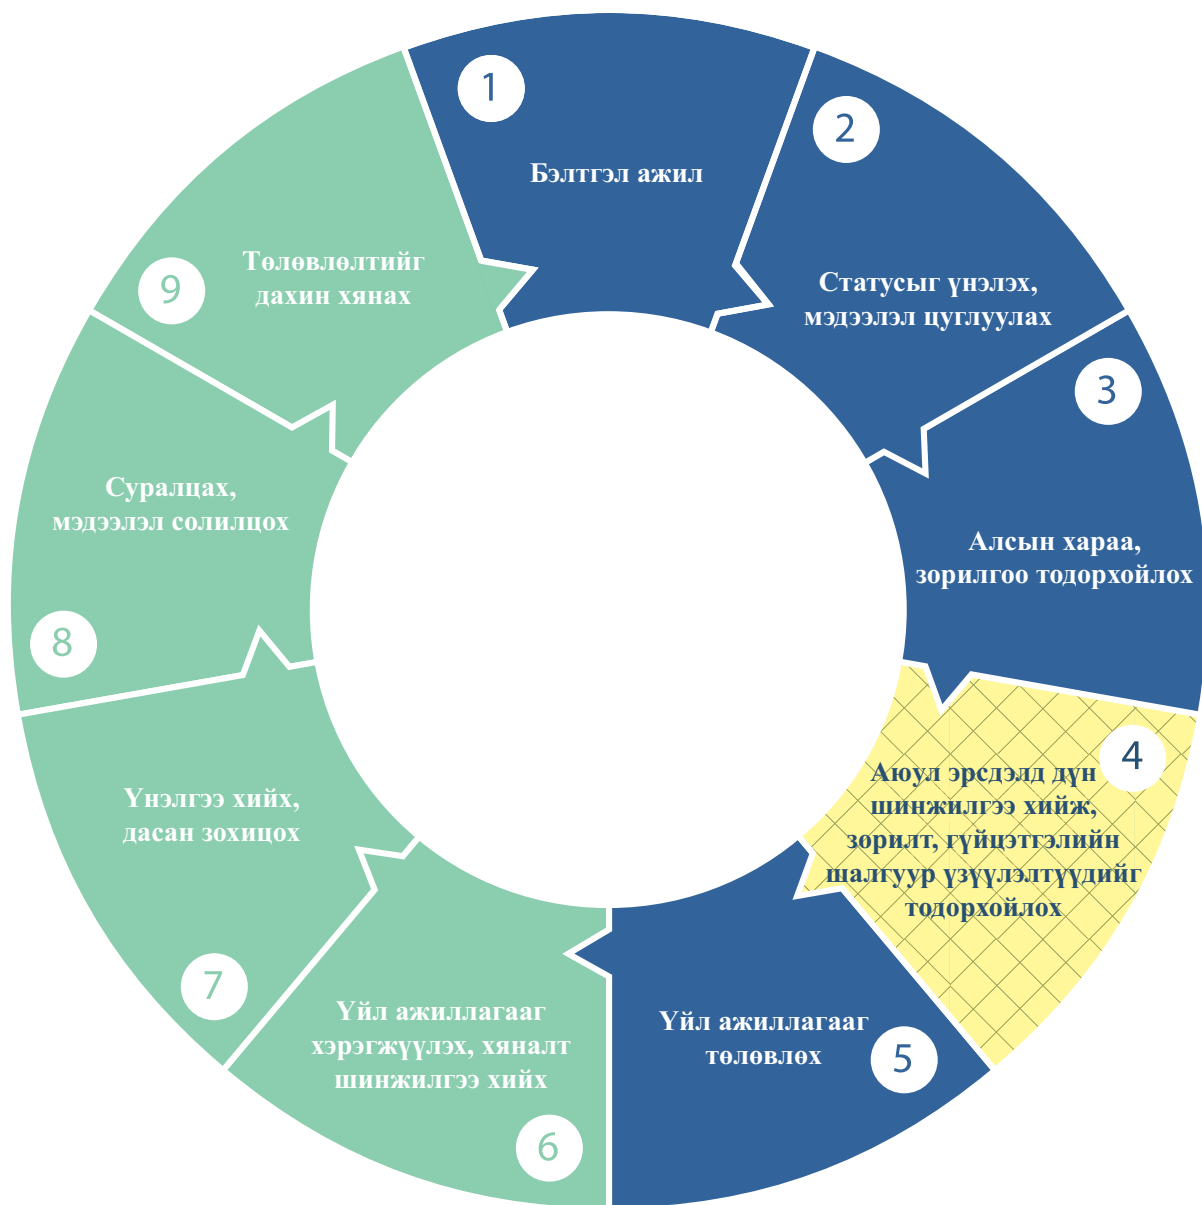 1
Бэлтгэл ажил
2
Статусыг үнэлэх,
мэдээлэл цуглуулах
3
Алсын хараа,
зорилгоо тодорхойлох
4
Аюул эрсдэлд дүн
шинжилгээ хийж,
зорилт, гүйцэтгэлийн
шалгуур үзүүлэлтүүдийг
тодорхойлох
5
Үйл ажиллагааг
төлөвлөх
6
Үйл ажиллагааг
хэрэгжүүлэх, хяналт
шинжилгээ хийх
7
Үнэлгээ хийх,
дасан зохицох
8
Суралцах,
мэдээлэл солилцох
9
Төлөвлөлтийг
дахин хянах